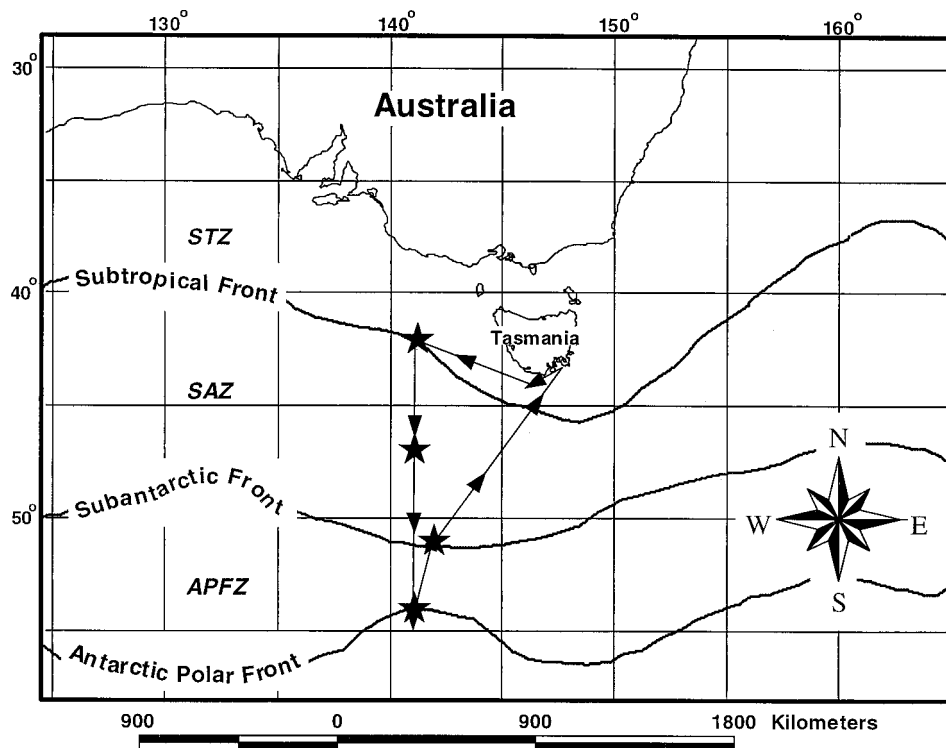 130° 140° 150° 160°
30°
Australia
STZ
Subtropical Front
40°
Tasmania
SAZ
N
Subantarctic Front
50°
W E
APFZ
S
Antarctic Polar Front
900 0 900 1800 Kilometers